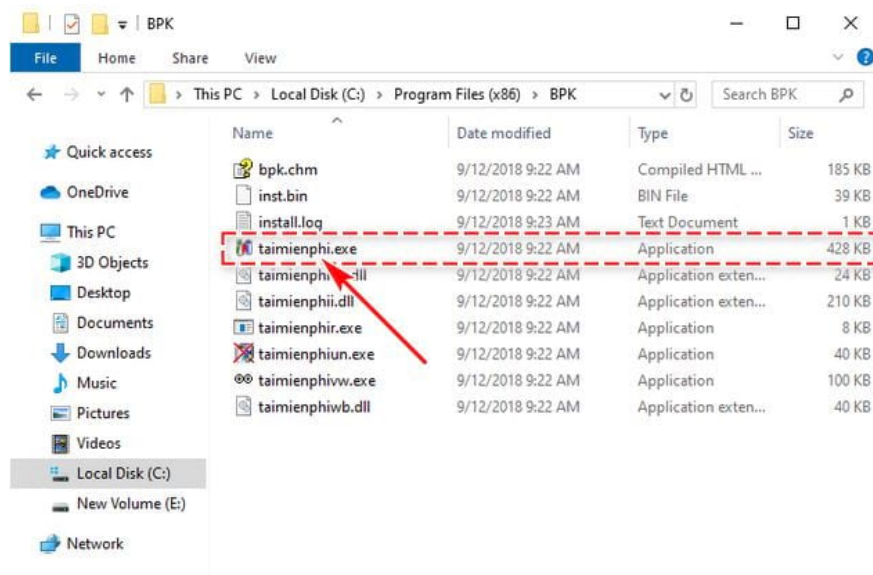 BPK
File Home Share View
This PC > Local Disk (C:) > Program Files (x86) > BPK Search BPK
Name Date modified Type Size
Quick access
OneDrive
This PC
3D Objects
Desktop
Documents
Downloads
Music
Pictures
Videos
Local Disk (C:)
New Volume (E:)
Network
bpk.chm 9/12/2018 9:22 AM Compiled HTML ... 185 KB
inst.bin 9/12/2018 9:22 AM BIN File 39 KB
install.log 9/12/2018 9:23 AM Text Document 1 KB
taimienphi.exe 9/12/2018 9:22 AM Application 428 KB
9/12/2018 9:22 AM Application exten... 24 KB
taimienphii.dll 9/12/2018 9:22 AM Application exten... 210 KB
taimienphir.exe 9/12/2018 9:22 AM Application 8 KB
taimienphiun.exe 9/12/2018 9:22 AM Application 40 KB
taimienphivw.exe 9/12/2018 9:22 AM Application 100 KB
taimienphiwb.dll 9/12/2018 9:22 AM Application exten... 40 KB